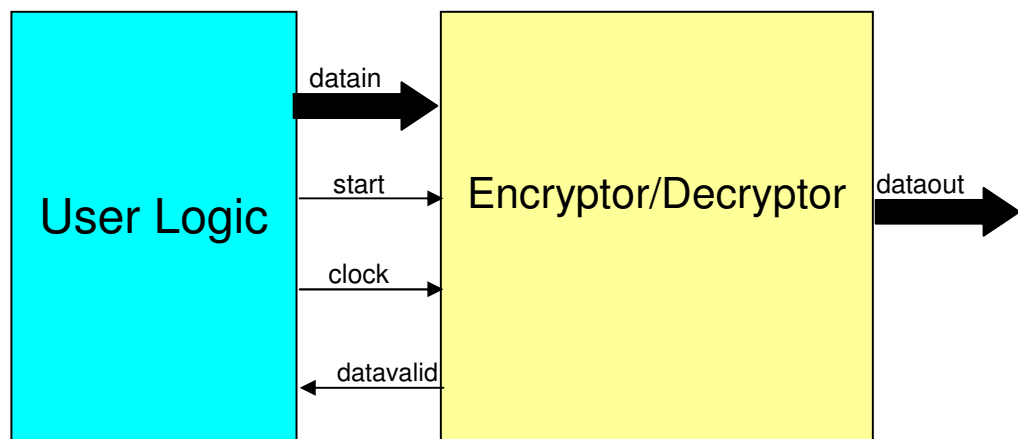 datain
start
User Logic
Encryptor/Decryptor
dataout
clock
datavalid